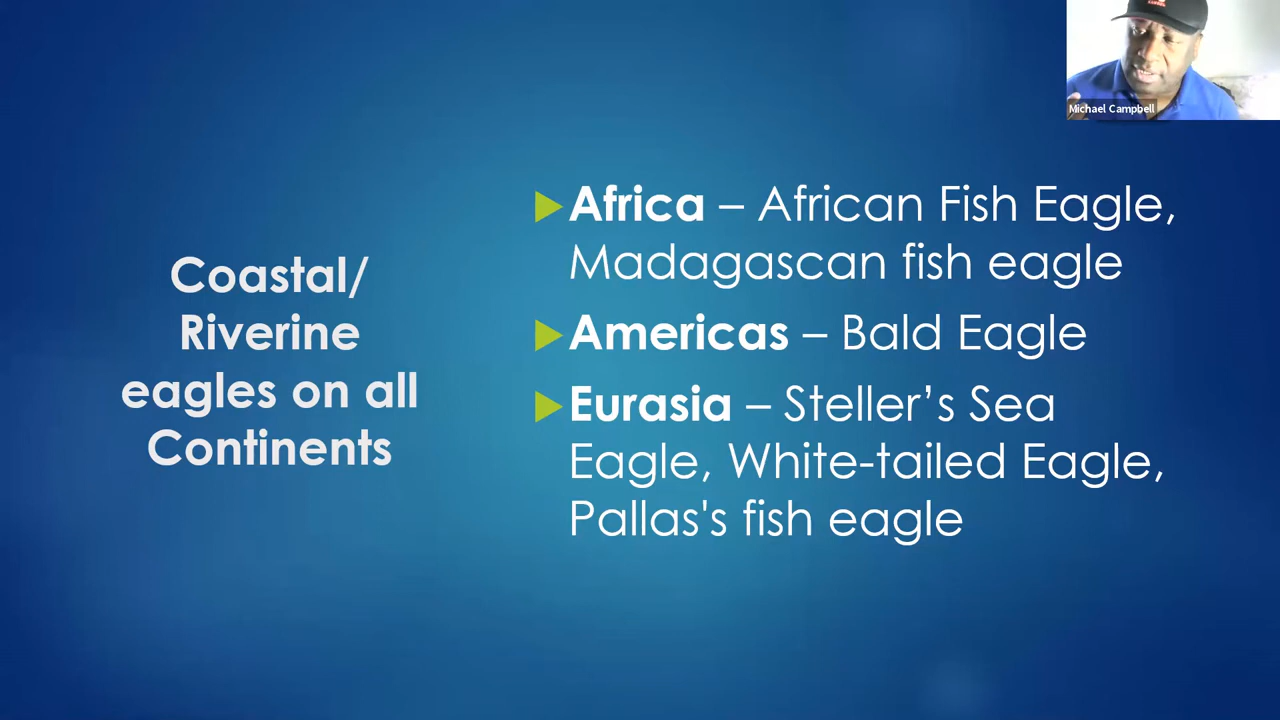 Michael Campbell
Coastal/
Riverine
eagles on all
Continents
Africa – African Fish Eagle,
Madagascan fish eagle
Americas – Bald Eagle
Eurasia – Steller’s Sea
Eagle, White-tailed Eagle,
Pallas's fish eagle